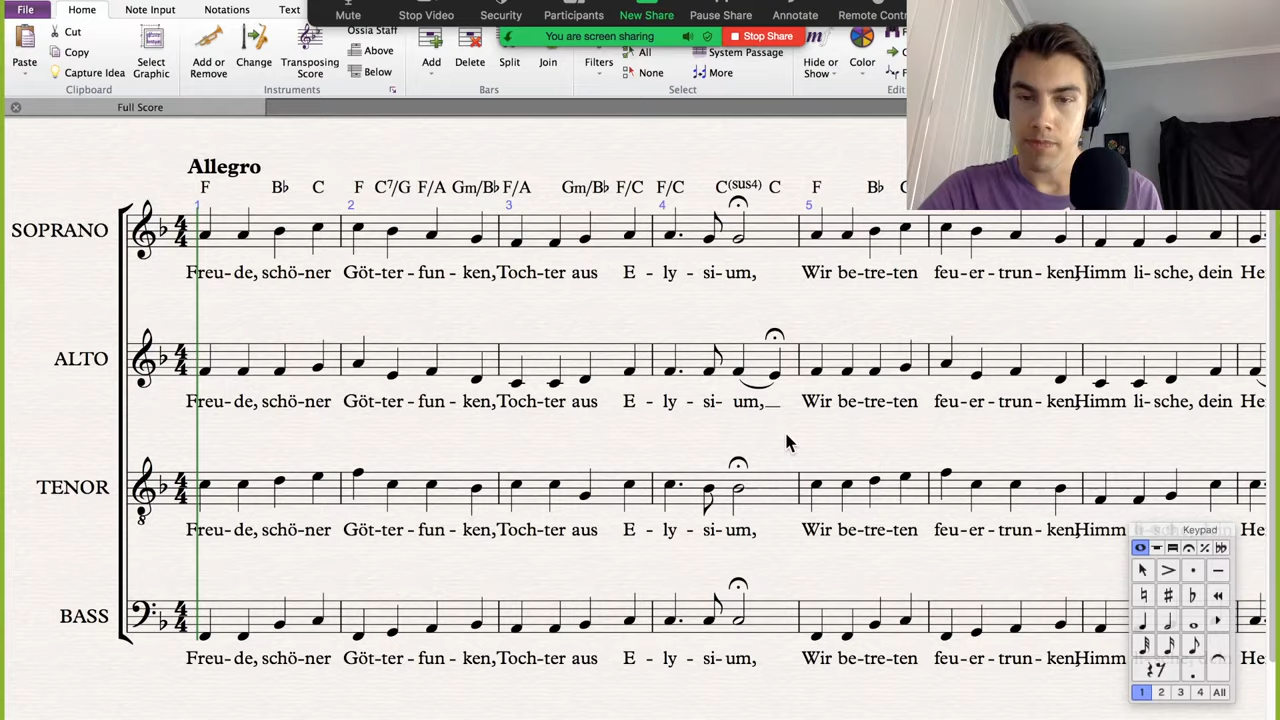 Mute Stop Video Security Participants New Share Pause Share Annotate
File Home Note Input Notations Text
You are screen sharing Stop Share
Cut Ossia Staff All System Passage
Copy Above None More
Capture Idea Below
Paste Select Graphic Add or Remove Change Transposing Score Add Delete Split Join Filters Hide or Show Color
Clipboard Instruments Bars Select Edit
Full Score
Allegro
F B♭ C F C7/G F/A Gm/B♭ F/A Gm/B♭ F/C F/C C(sus4) C F B♭
1 2 3 4 5
SOPRANO
Freu-de, schö-ner Göt-ter-fun-ken, Toch-ter aus E-ly-si-um, Wir be-tre-ten feu-er-trun-ken, Himm li-sche, dein He
ALTO
Freu-de, schö-ner Göt-ter-fun-ken, Toch-ter aus E-ly-si-um, Wir be-tre-ten feu-er-trun-ken, Himm li-sche, dein He
TENOR
8
Freu-de, schö-ner Göt-ter-fun-ken, Toch-ter aus E-ly-si-um, Wir be-tre-ten feu-er-trun-ken, Himm
Keypad
BASS
Freu-de, schö-ner Göt-ter-fun-ken, Toch-ter aus E-ly-si-um, Wir be-tre-ten feu-er-trun-ken, Himm He
1 2 3 4 All